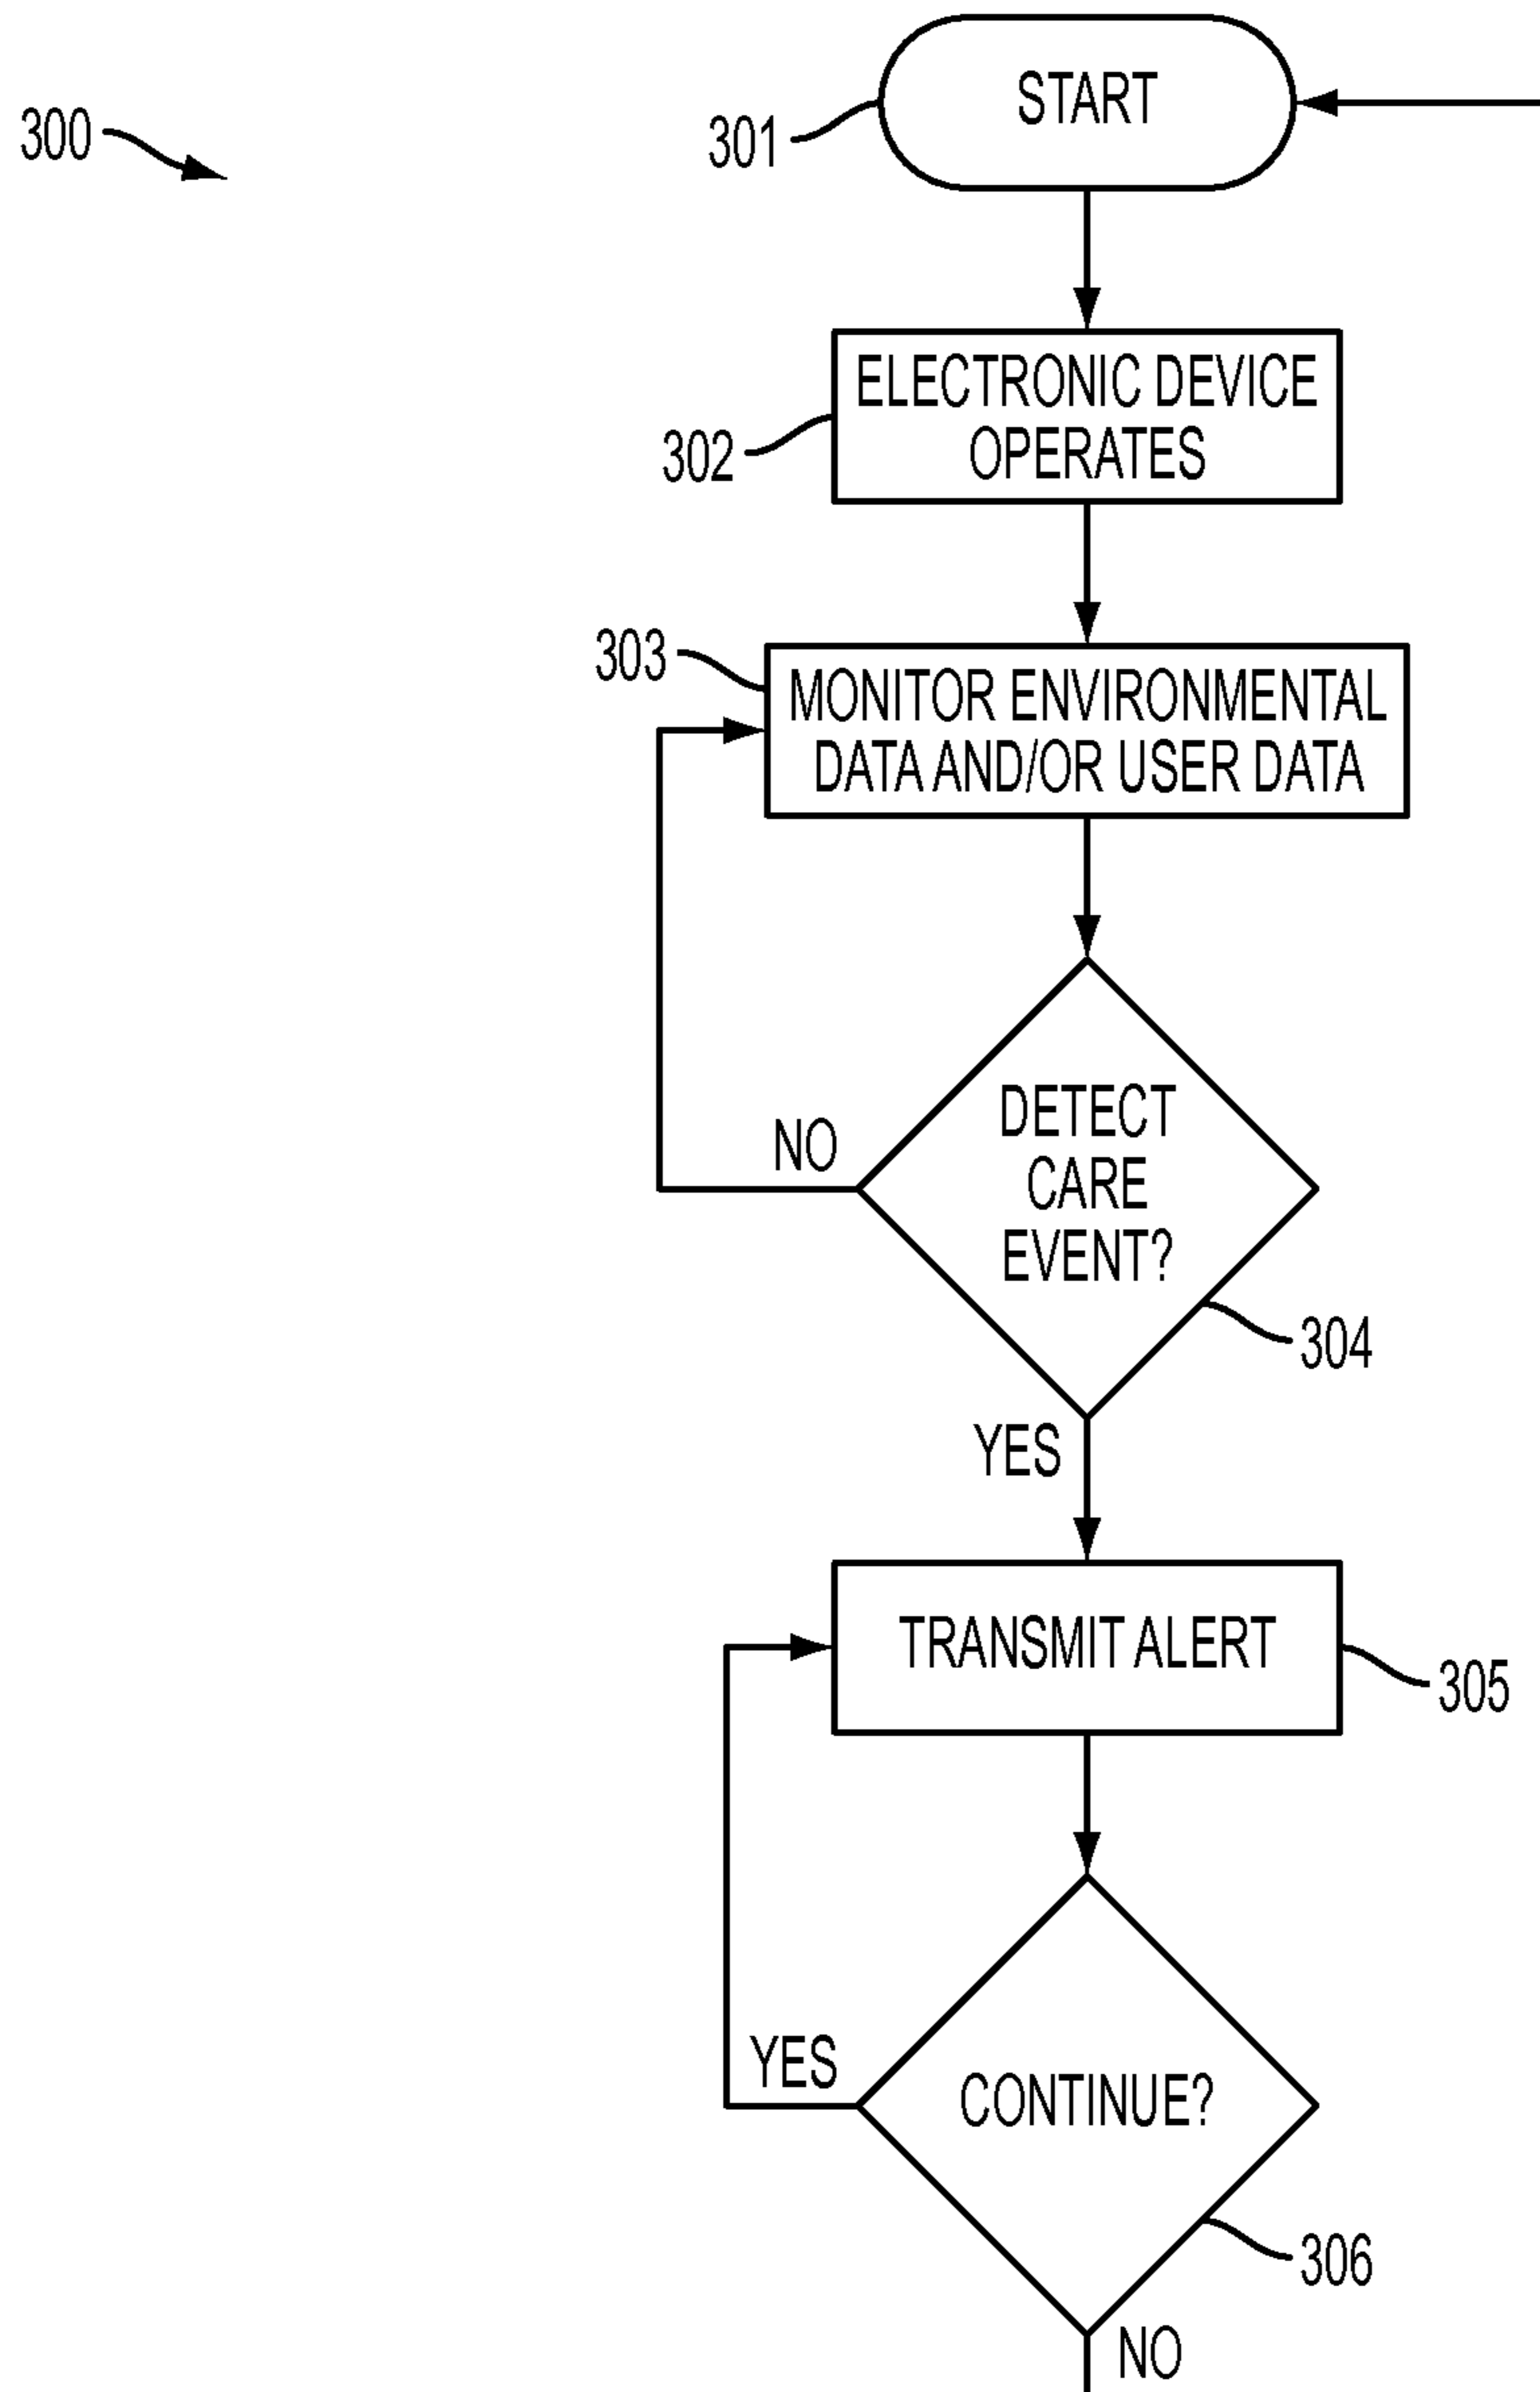 300
301
START
302
ELECTRONIC DEVICE
OPERATES
303
MONITOR ENVIRONMENTAL
DATA AND/OR USER DATA
NO
DETECT
CARE
EVENT?
304
YES
TRANSMIT ALERT
305
YES
CONTINUE?
306
NO